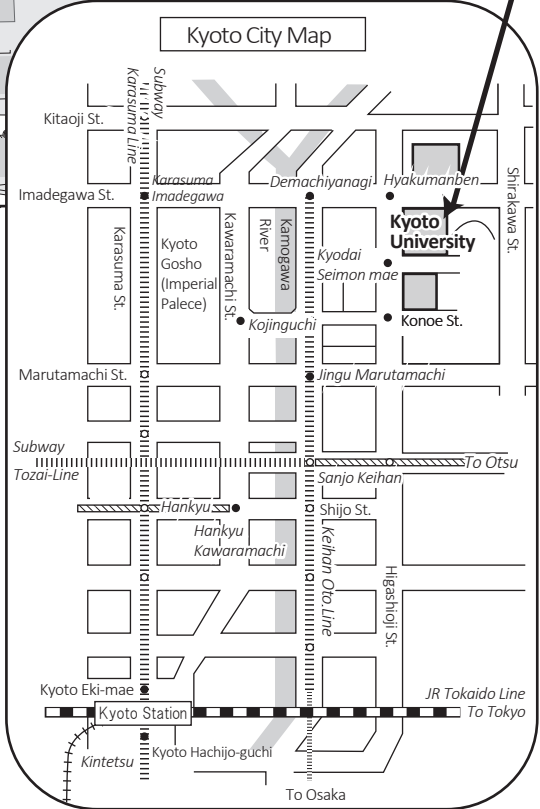 Kyoto City Map
Subway
Karasuma Line
Kitaoji St.
Karasuma
Imadegawa
Demachiyanagi
Hyakumanben
Imadegawa St.
Shirakawa St.
Kyoto
University
Karasuma St.
Kyoto
Gosho
(Imperial
Palece)
Kawaramachi St.
River
Kamogawa
Kyodai
Seimon mae
Kojinguchi
Konoe St.
Marutamachi St.
Jingu Marutamachi
Subway
Tozai-Line
To Otsu
Sanjo Keihan
Hankyu
Shijo St.
Hankyu
Kawaramachi
Keihan Oto.Line
Higashioji St.
Kyoto Eki-mae
JR Tokaido Line
Kyoto Station
To Tokyo
Kintetsu
Kyoto Hachijo-guchi
To Osaka